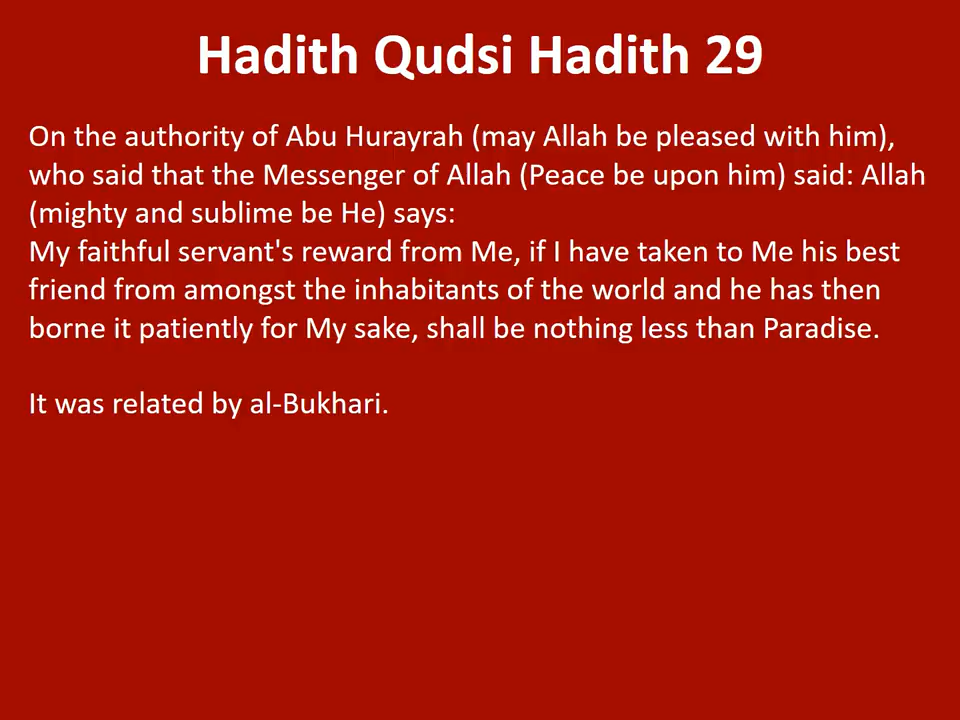 Hadith Qudsi Hadith 29
On the authority of Abu Hurayrah (may Allah be pleased with him),
who said that the Messenger of Allah (Peace be upon him) said: Allah
(mighty and sublime be He) says:
My faithful servant's reward from Me, if I have taken to Me his best
friend from amongst the inhabitants of the world and he has then
borne it patiently for My sake, shall be nothing less than Paradise.
It was related by al-Bukhari.